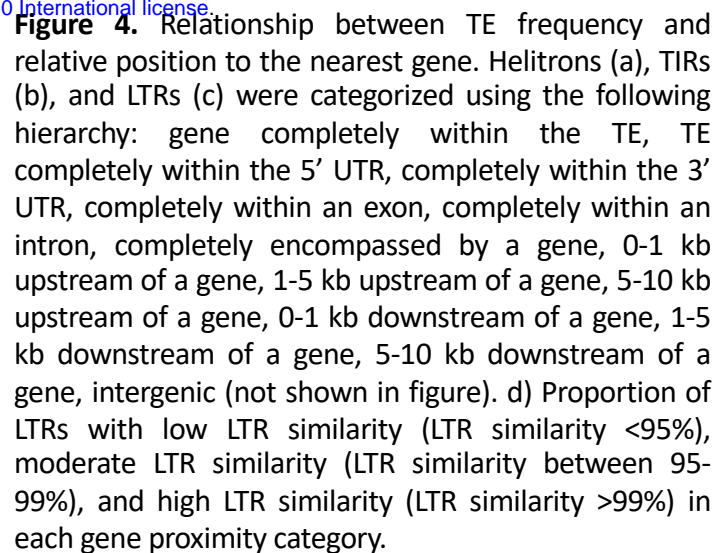 0 International license.
Figure 4. Relationship between TE frequency and
relative position to the nearest gene. Helitrons (a), TIRs
(b), and LTRs (c) were categorized using the following
hierarchy: gene completely within the TE, TE
completely within the 5’ UTR, completely within the 3’
UTR, completely within an exon, completely within an
intron, completely encompassed by a gene, 0-1 kb
upstream of a gene, 1-5 kb upstream of a gene, 5-10 kb
upstream of a gene, 0-1 kb downstream of a gene, 1-5
kb downstream of a gene, 5-10 kb downstream of a
gene, intergenic (not shown in figure). d) Proportion of
LTRs with low LTR similarity (LTR similarity <95%),
moderate LTR similarity (LTR similarity between 95-
99%), and high LTR similarity (LTR similarity >99%) in
each gene proximity category.